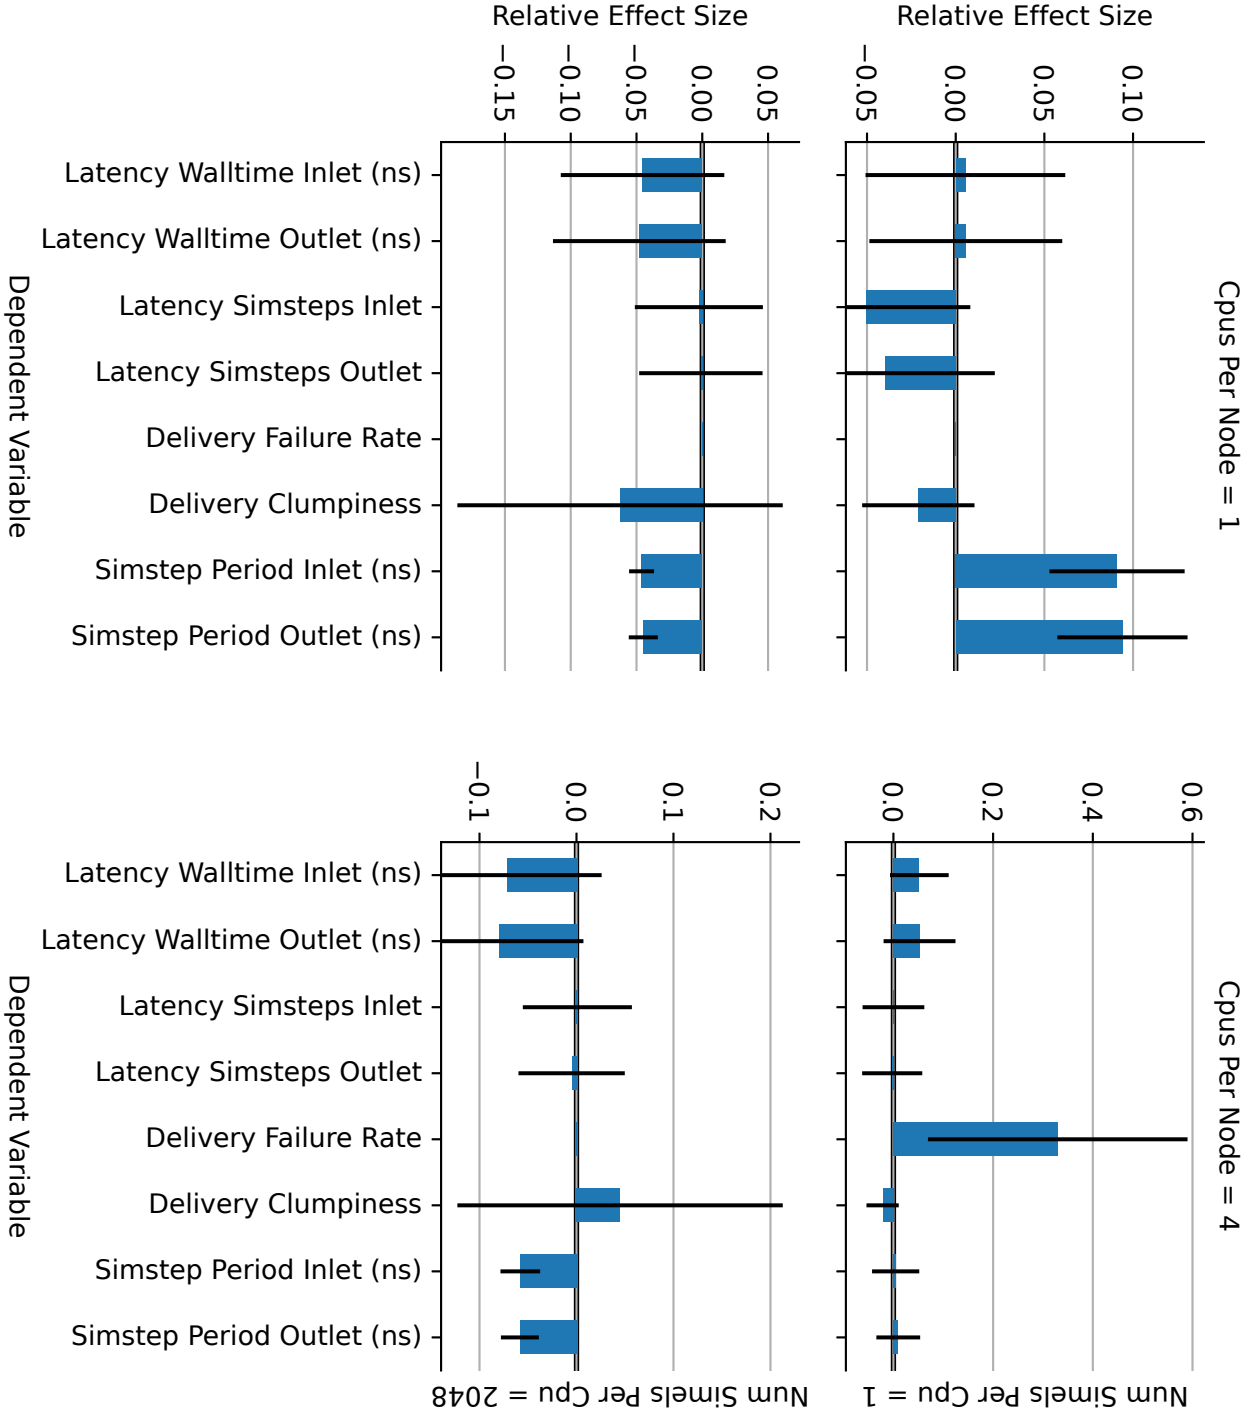 Relative Effect Size
Relative Effect Size
−0.15
−0.10
−0.05
0.00
0.05
−0.05
0.00
0.05
0.10
Latency Walltime Inlet (ns)
Latency Walltime Outlet (ns)
Latency Simsteps Inlet
Latency Simsteps Outlet
Delivery Failure Rate
Delivery Clumpiness
Simstep Period Inlet (ns)
Simstep Period Outlet (ns)
Dependent Variable
Cpus Per Node = 1
−0.1
0.0
0.1
0.2
0.0
0.2
0.4
0.6
Latency Walltime Inlet (ns)
Latency Walltime Outlet (ns)
Latency Simsteps Inlet
Latency Simsteps Outlet
Delivery Failure Rate
Delivery Clumpiness
Simstep Period Inlet (ns)
Simstep Period Outlet (ns)
Dependent Variable
Cpus Per Node = 4
Num Simels Per Cpu = 2048
Num Simels Per Cpu = 1